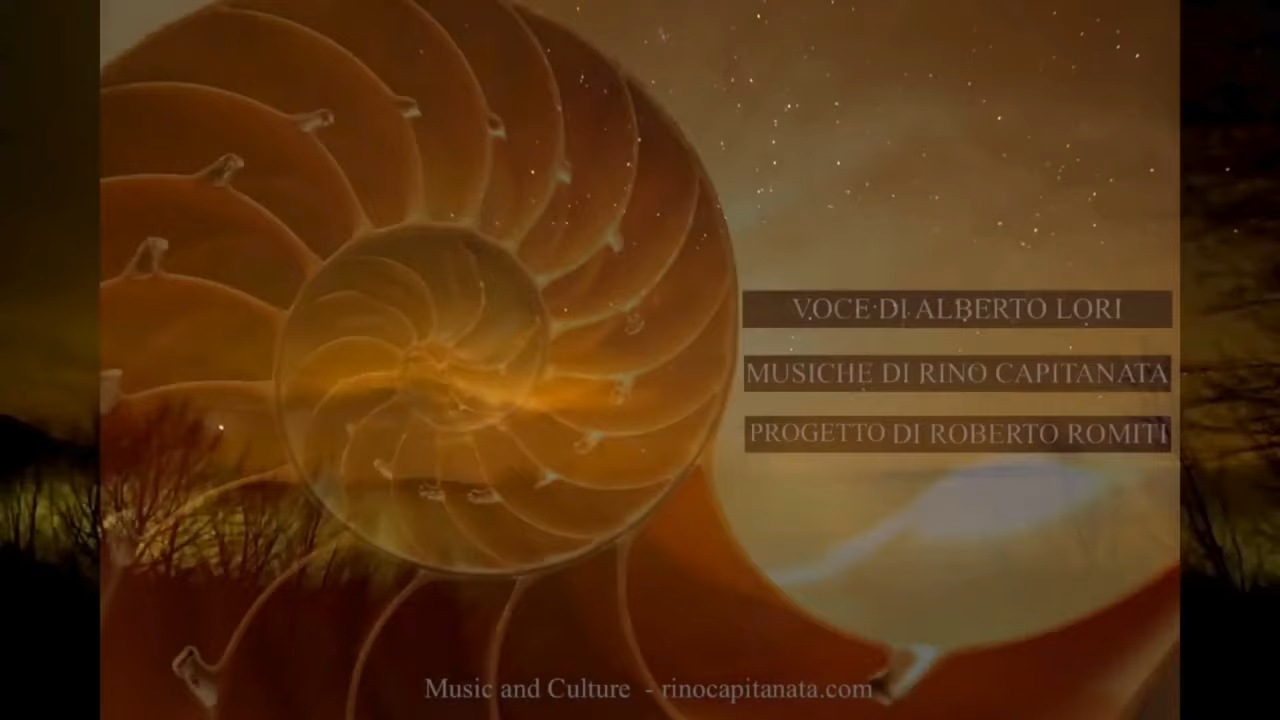 VOCE DI ALBERTO LORI
MUSICHE DI RINO CAPITANATA
PROGETTO DI ROBERTO ROMITI
Music and Culture - rinocapitanata.com